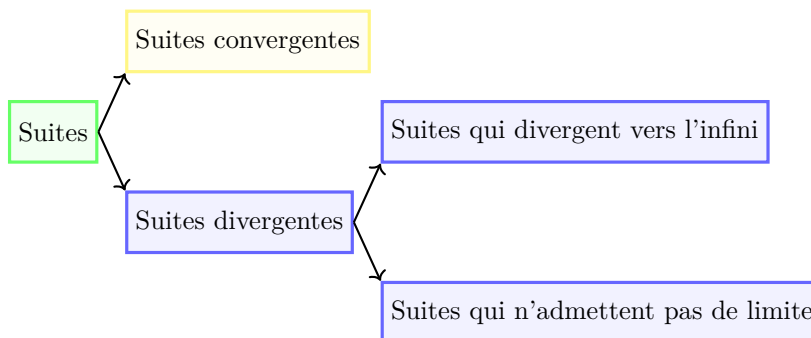 Suites convergentes
Suites
Suites qui divergent vers l'infini
Suites divergentes
Suites qui n'admettent pas de limite